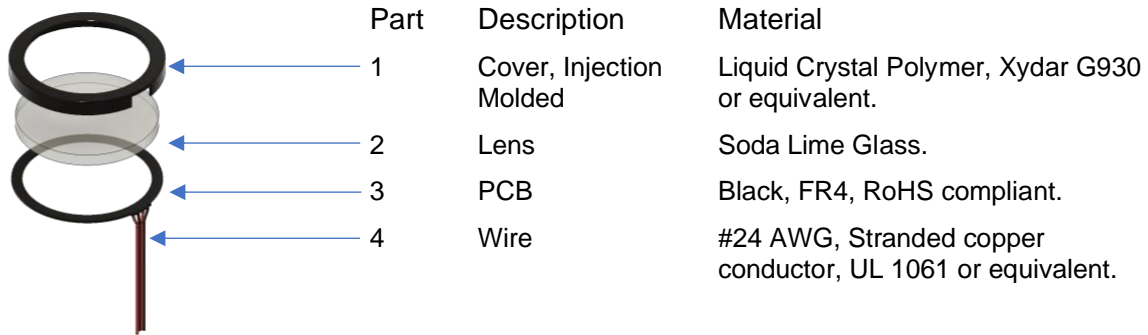 Part Description Material
1 Cover, Injection Molded Liquid Crystal Polymer, Xydar G930 or equivalent.
2 Lens Soda Lime Glass.
3 PCB Black, FR4, RoHS compliant.
4 Wire #24 AWG, Stranded copper conductor, UL 1061 or equivalent.